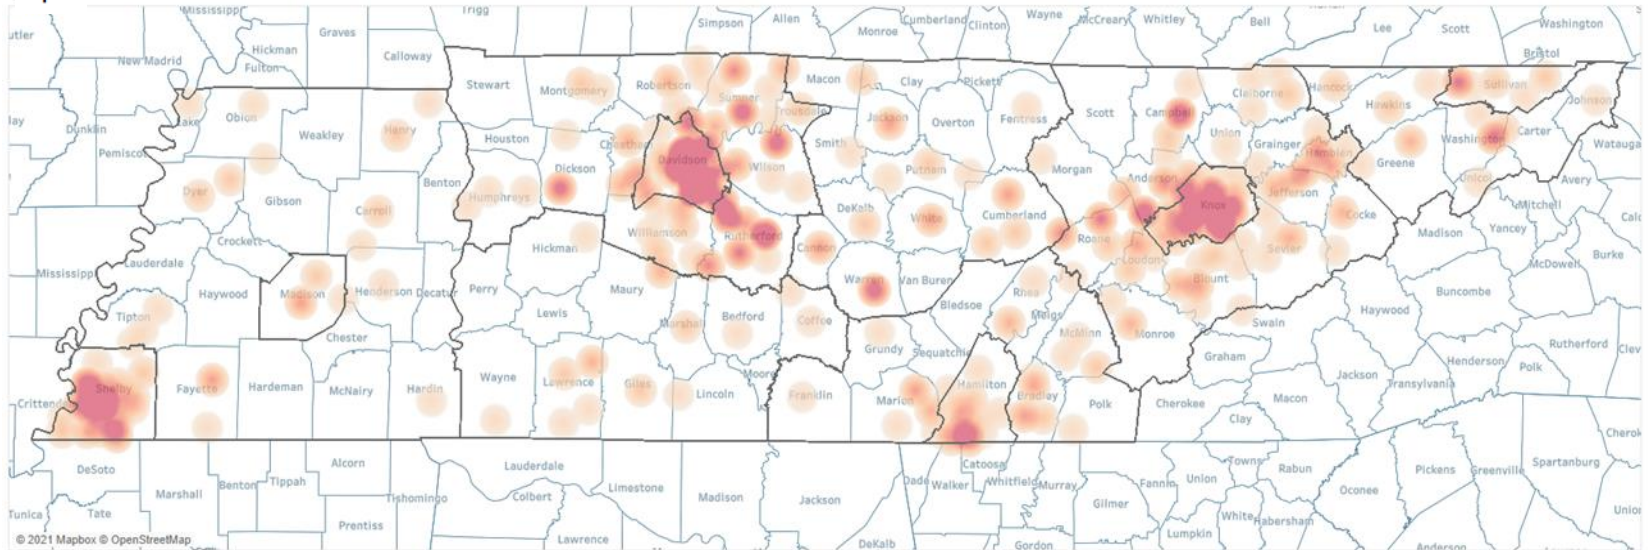 Mississippi
Trigg
Simpson
Allen
Monroe
Cumberland
Clinton
Wayne
McCreary
Whitley
Bell
Lee
Scott
Washington
Bristol
Graves
Calloway
Hickman
Fulton
New Madrid
Dunklin
Pemiscot
Stewart
Montgomery
Robertson
Sumner
Trousdale
Macon
Clay
Pickett
Scott
Campbell
Claiborne
Hancock
Hawkins
Sullivan
Johnson
Lake
Obion
Weakley
Henry
Houston
Dickson
Cheatham
Davidson
Wilson
Smith
Jackson
Overton
Fentress
Morgan
Anderson
Union
Grainger
Hamblen
Greene
Washington
Carter
Watauga
Unicoi
Avery
Mitchell
Dyer
Gibson
Carroll
Benton
Humphreys
Williamson
Rutherford
Cannon
DeKalb
Putnam
White
Cumberland
Roane
Knox
Jefferson
Cocke
Sevier
Loudon
Blount
Madison
Yancey
Burke
McDowell
Buncombe
Haywood
Mississippi
Lauderdale
Crockett
Haywood
Madison
Henderson
Decatur
Perry
Hickman
Maury
Lewis
Marshall
Bedford
Coffee
Warren
Van Buren
Bledsoe
Rhea
Meigs
McMinn
Monroe
Swain
Graham
Tipton
Chester
Shelby
Fayette
Hardeman
McNairy
Hardin
Wayne
Lawrence
Giles
Lincoln
Moore
Franklin
Grundy
Sequatchie
Marion
Hamilton
Bradley
Polk
Cherokee
Clay
Macon
Jackson
Transylvania
Henderson
Polk
Rutherford
DeSoto
Tunica
Tate
Marshall
Benton
Tippah
Alcorn
Prentiss
Tishomingo
Lauderdale
Colbert
Lawrence
Limestone
Madison
Jackson
DeKalb
Dade
Walker
Catoosa
Whitfield
Murray
Gordon
Gilmer
Fannin
Union
Towns
Rabun
White
Habersham
Lumpkin
Oconee
Pickens
Greenville
Spartanburg
Anderson
© 2021 Mapbox © OpenStreetMap